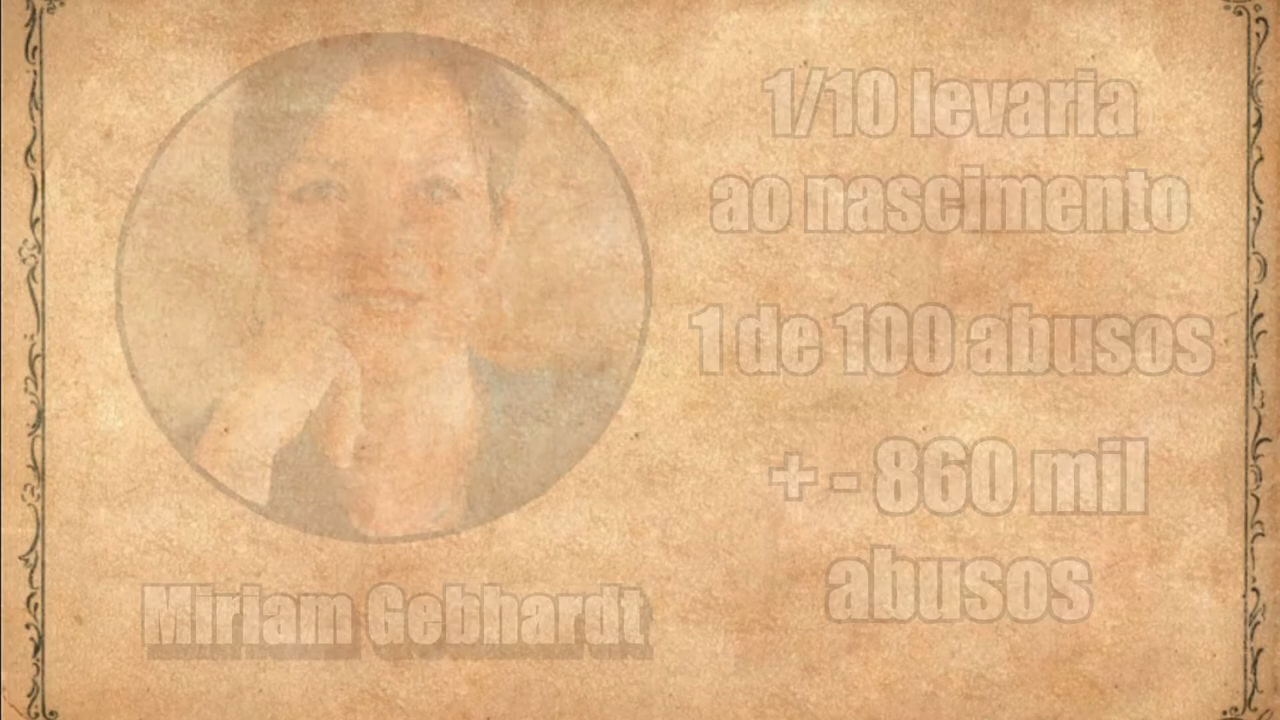 1/10 levaria
ao nascimento
1 de 100 abusos
+ - 860 mil
abusos
Miriam Gebhardt